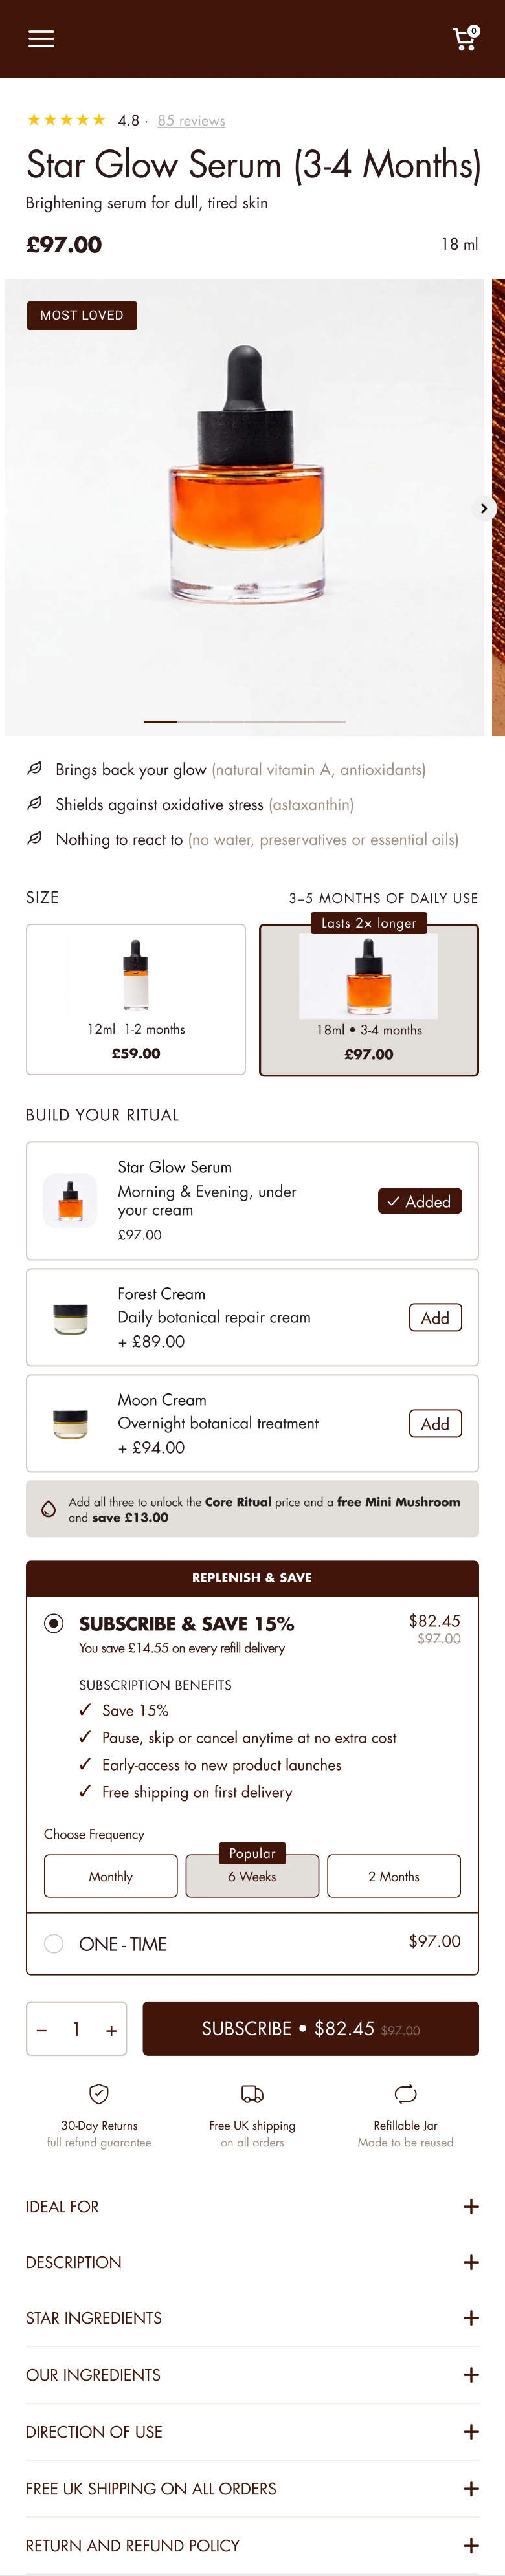 0
★★★★★ 4.8 · 85 reviews
Star Glow Serum (3-4 Months)
Brightening serum for dull, tired skin
£97.00 18 ml
MOST LOVED
Brings back your glow (natural vitamin A, antioxidants)
Shields against oxidative stress (astaxanthin)
Nothing to react to (no water, preservatives or essential oils)
SIZE 3–5 MONTHS OF DAILY USE
Lasts 2× longer
12ml 1-2 months
£59.00
18ml • 3-4 months
£97.00
BUILD YOUR RITUAL
Star Glow Serum
Morning & Evening, under
your cream
£97.00
✓ Added
Forest Cream
Daily botanical repair cream
+ £89.00
Add
Moon Cream
Overnight botanical treatment
+ £94.00
Add
Add all three to unlock the Core Ritual price and a free Mini Mushroom
and save £13.00
REPLENISH & SAVE
SUBSCRIBE & SAVE 15% $82.45
$97.00
You save £14.55 on every refill delivery
SUBSCRIPTION BENEFITS
✓ Save 15%
✓ Pause, skip or cancel anytime at no extra cost
✓ Early-access to new product launches
✓ Free shipping on first delivery
Choose Frequency
Popular
Monthly 6 Weeks 2 Months
ONE - TIME $97.00
− 1 +
SUBSCRIBE • $82.45 $97.00
30-Day Returns
full refund guarantee
Free UK shipping
on all orders
Refillable Jar
Made to be reused
IDEAL FOR +
DESCRIPTION +
STAR INGREDIENTS +
OUR INGREDIENTS +
DIRECTION OF USE +
FREE UK SHIPPING ON ALL ORDERS +
RETURN AND REFUND POLICY +